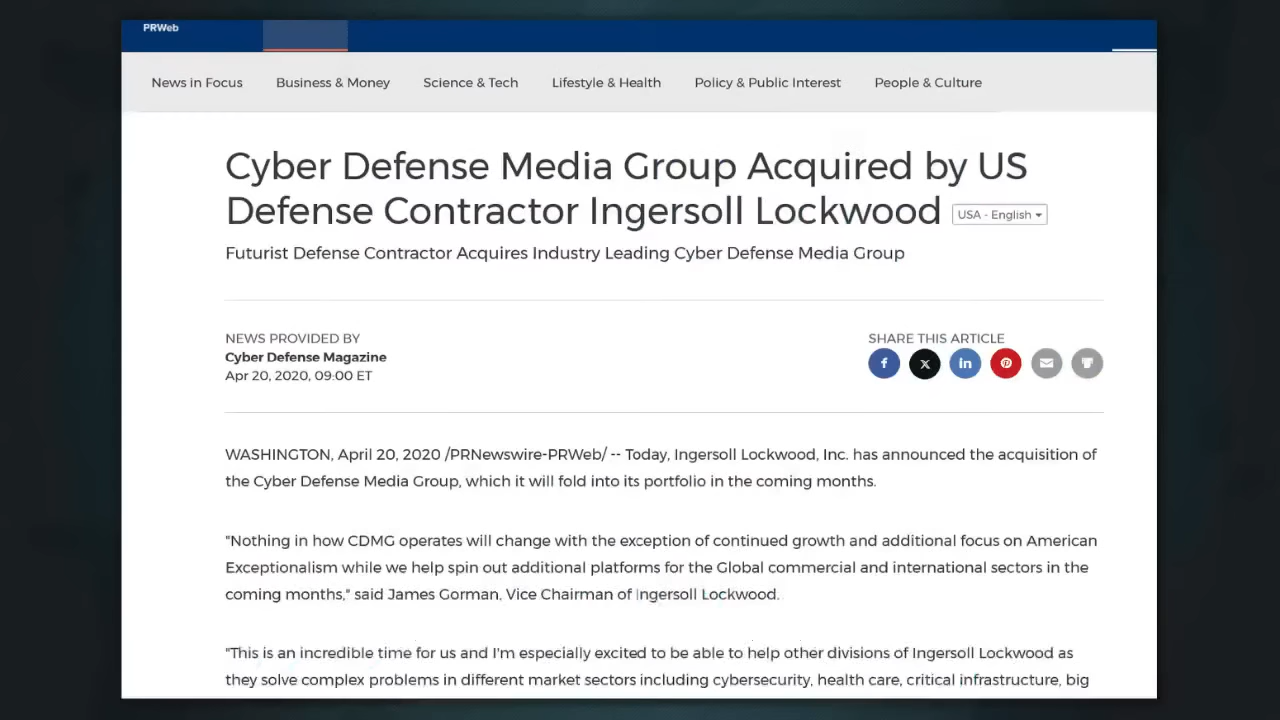 PRWeb
News in Focus Business & Money Science & Tech Lifestyle & Health Policy & Public Interest People & Culture
Cyber Defense Media Group Acquired by US
Defense Contractor Ingersoll Lockwood USA - English
Futurist Defense Contractor Acquires Industry Leading Cyber Defense Media Group
NEWS PROVIDED BY
Cyber Defense Magazine
Apr 20, 2020, 09:00 ET
SHARE THIS ARTICLE
WASHINGTON, April 20, 2020 /PRNewswire-PRWeb/ -- Today, Ingersoll Lockwood, Inc. has announced the acquisition of
the Cyber Defense Media Group, which it will fold into its portfolio in the coming months.
"Nothing in how CDMG operates will change with the exception of continued growth and additional focus on American
Exceptionalism while we help spin out additional platforms for the Global commercial and international sectors in the
coming months," said James Gorman, Vice Chairman of Ingersoll Lockwood.
"This is an incredible time for us and I'm especially excited to be able to help other divisions of Ingersoll Lockwood as
they solve complex problems in different market sectors including cybersecurity, health care, critical infrastructure, big